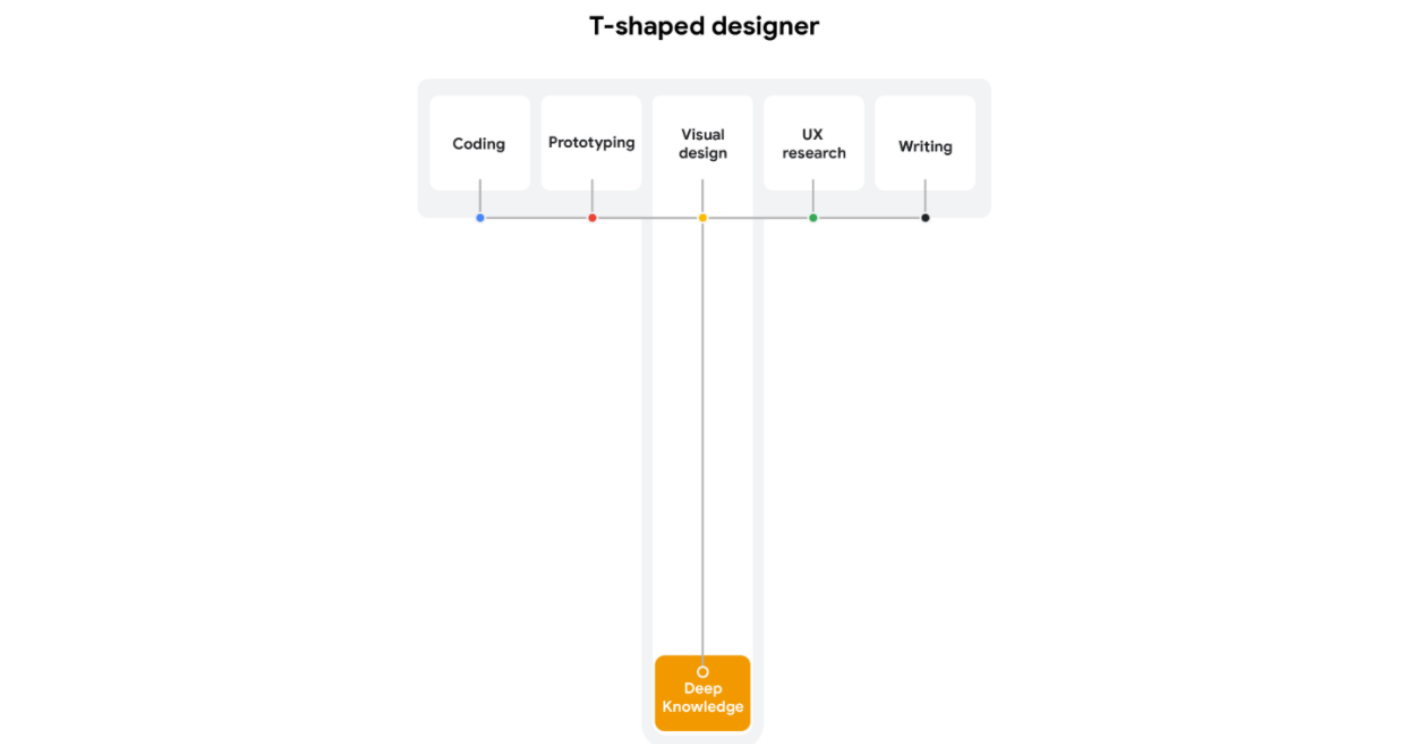 T-shaped designer
Coding
Prototyping
Visual
design
UX
research
Writing
Deep
Knowledge